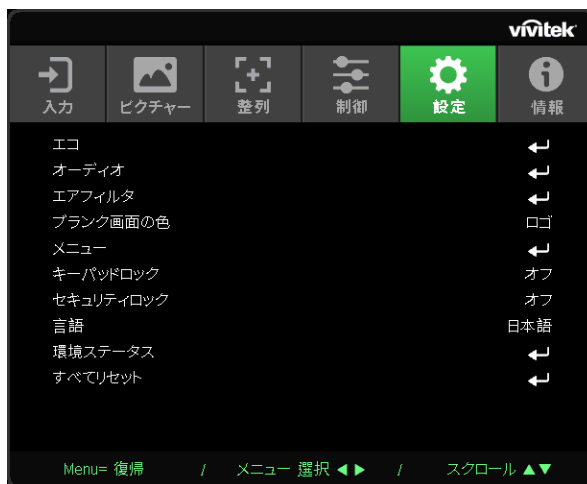 vivitek
入力 ピクチャー 整列 制御 設定 情報
エコ
オーディオ
エアフィルタ
ブランク画面の色 ロゴ
メニュー
キーパッドロック オフ
セキュリティロック オフ
言語 日本語
環境ステータス
すべてリセット
Menu= 復帰 / メニュー 選択 ◀ ▶ / スクロール ▲▼